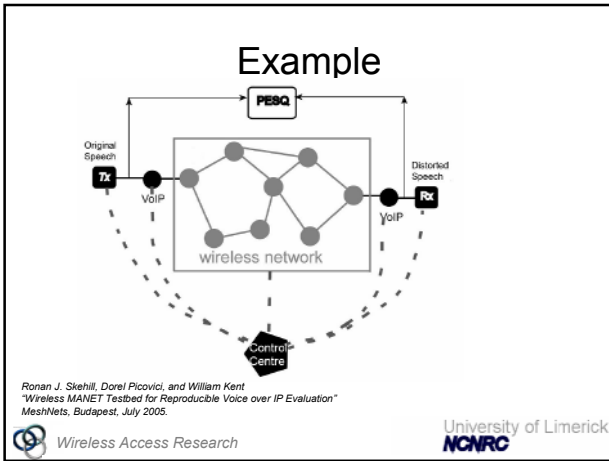 Example
PESQ
Original
Speech
Tx
VoIP
wireless network
Distorted
Speech
Rx
VoIP
Control
Centre
Ronan J. Skehill, Dorel Picovici, and William Kent
"Wireless MANET Testbed for Reproducible Voice over IP Evaluation"
MeshNets, Budapest, July 2005.
Wireless Access Research
University of Limerick
NCNRC